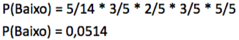 P(Baixo) = 5/14 * 3/5 * 2/5 * 3/5 * 5/5
P(Baixo) = 0,0514